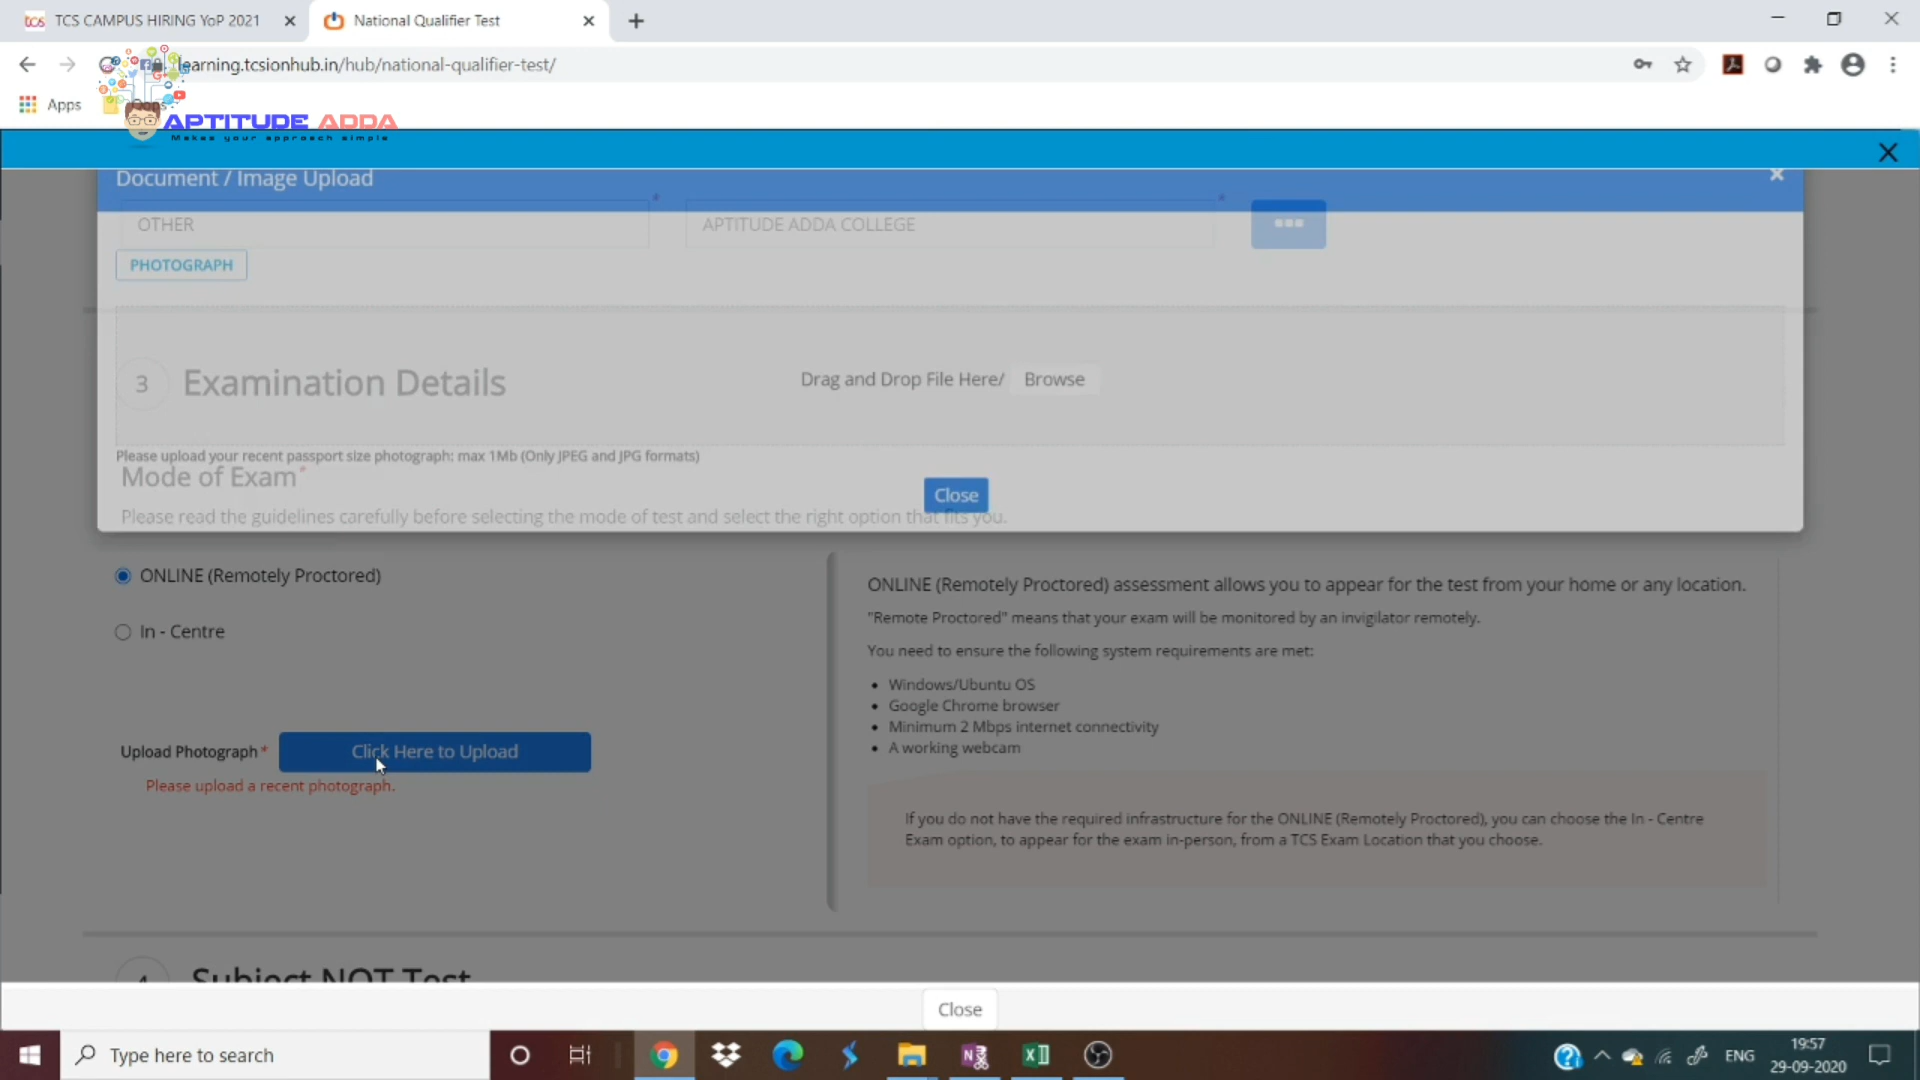 TCS CAMPUS HIRING YoP 2021
National Qualifier Test
learning.tcsionhub.in/hub/national-qualifier-test/
Apps
Oops
APTITUDE ADDA
Makes your approach simple
Document / Image Upload
OTHER
APTITUDE ADDA COLLEGE
PHOTOGRAPH
3 Examination Details
Drag and Drop File Here/ Browse
Please upload your recent passport size photograph: max 1Mb (Only JPEG and JPG formats)
Mode of Exam*
Close
Please read the guidelines carefully before selecting the mode of test and select the right option that fits you.
ONLINE (Remotely Proctored)
In - Centre
ONLINE (Remotely Proctored) assessment allows you to appear for the test from your home or any location.
"Remote Proctored" means that your exam will be monitored by an invigilator remotely.
You need to ensure the following system requirements are met:
• Windows/Ubuntu OS
• Google Chrome browser
• Minimum 2 Mbps internet connectivity
• A working webcam
Upload Photograph *
Click Here to Upload
Please upload a recent photograph.
If you do not have the required infrastructure for the ONLINE (Remotely Proctored), you can choose the In - Centre
Exam option, to appear for the exam in-person, from a TCS Exam Location that you choose.
4 Subject NQT Test
Close
Type here to search
ENG
19:57
29-09-2020